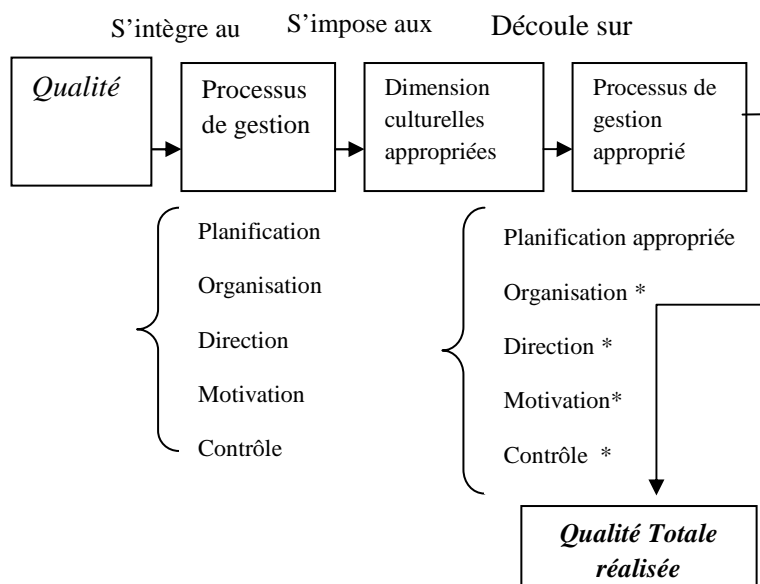 S'intègre au
S'impose aux
Découle sur
Qualité
Processus
de gestion
Dimension
culturelles
appropriées
Processus de
gestion
approprié
Planification
Organisation
Direction
Motivation
Contrôle
Planification appropriée
Organisation *
Direction *
Motivation*
Contrôle *
Qualité Totale
réalisée